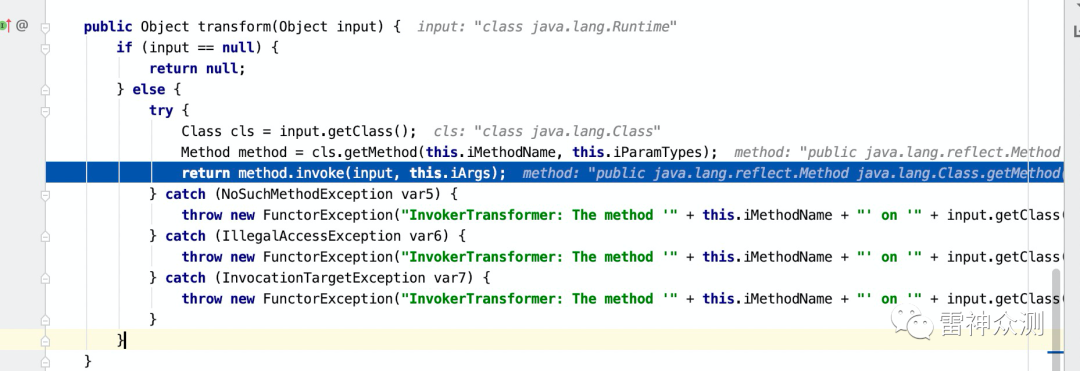 public Object transform(Object input) {  input: "class java.lang.Runtime"
if (input == null) {
return null;
} else {
try {
Class cls = input.getClass();  cls: "class java.lang.Class"
Method method = cls.getMethod(this.iMethodName, this.iParamTypes);  method: "public java.lang.reflect.Method
return method.invoke(input, this.iArgs);  method: "public java.lang.reflect.Method java.lang.Class.getMethod(
} catch (NoSuchMethodException var5) {
throw new FunctorException("InvokerTransformer: The method '" + this.iMethodName + "' on '" + input.getClass(
} catch (IllegalAccessException var6) {
throw new FunctorException("InvokerTransformer: The method '" + this.iMethodName + "' on '" + input.getClass(
} catch (InvocationTargetException var7) {
throw new FunctorException("InvokerTransformer: The method '" + this.iMethodName + "' on '" + input.getClass(
}
}
}
雷神众测